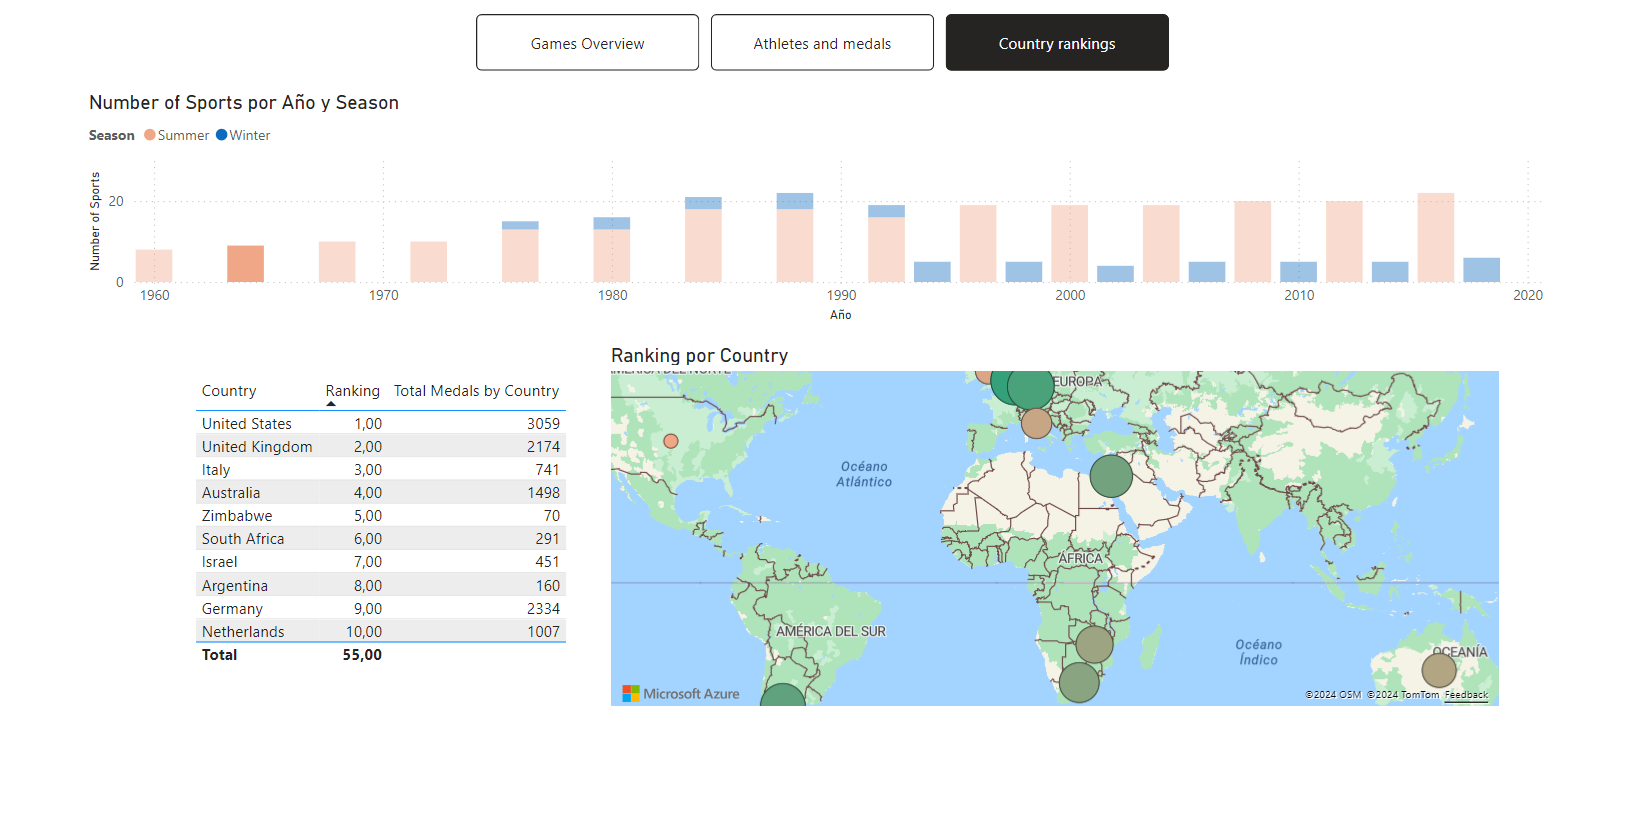 Games Overview
Athletes and medals
Country rankings
Number of Sports por Año y Season
Season Summer Winter
Number of Sports
20
0
1960 1970 1980 1990 2000 2010 2020
Año
Country Ranking Total Medals by Country
United States 1,00 3059
United Kingdom 2,00 2174
Italy 3,00 741
Australia 4,00 1498
Zimbabwe 5,00 70
South Africa 6,00 291
Israel 7,00 451
Argentina 8,00 160
Germany 9,00 2334
Netherlands 10,00 1007
Total 55,00
Ranking por Country
AMÉRICA DEL NORTE
EUROPA
Océano
Atlántico
ÁFRICA
AMÉRICA DEL SUR
Océano
Índico
OCEANÍA
Microsoft Azure
©2024 OSM ©2024 TomTom Feedback